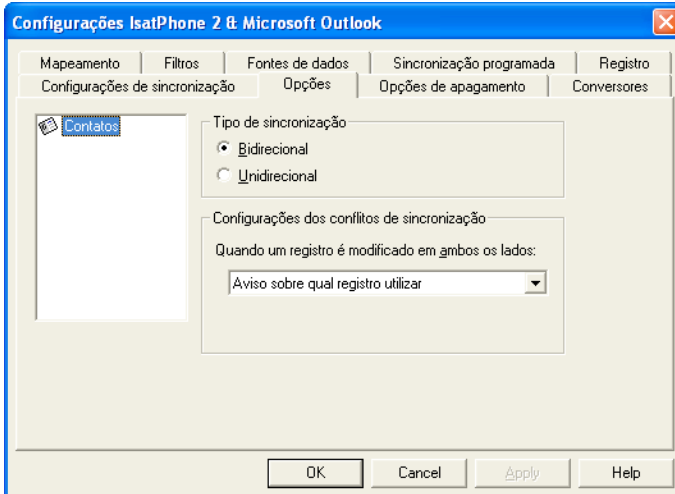 Configurações IsatPhone 2 & Microsoft Outlook
Mapeamento Filtros Fontes de dados Sincronização programada Registro
Configurações de sincronização Opções Opções de apagamento Conversores
Contatos
Tipo de sincronização
Bidirecional
Unidirecional
Configurações dos conflitos de sincronização
Quando um registro é modificado em ambos os lados:
Aviso sobre qual registro utilizar
OK Cancel Apply Help